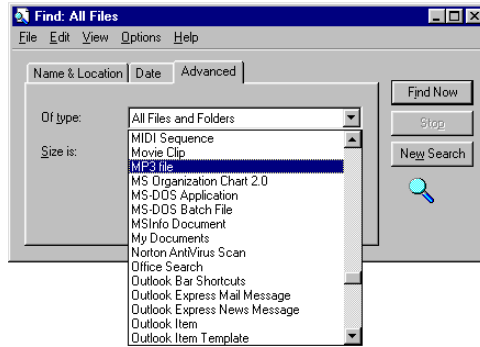 Find: All Files
File Edit View Options Help
Name & Location Date Advanced
Find Now
Of type: All Files and Folders
Stop
MIDI Sequence
Size is: Movie Clip
New Search
MP3 file
MS Organization Chart 2.0
MS-DOS Application
MS-DOS Batch File
MSInfo Document
My Documents
Norton AntiVirus Scan
Office Search
Outlook Bar Shortcuts
Outlook Express Mail Message
Outlook Express News Message
Outlook Item
Outlook Item Template